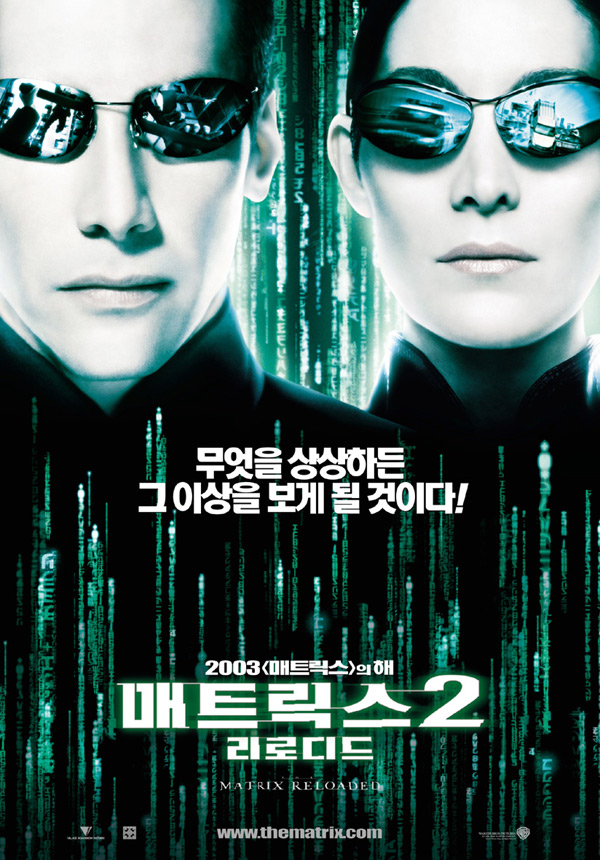 무엇을 상상하든
그 이상을 보게 될 것이다!
2003〈매트릭스〉의 해
매트릭스2
리로디드
MATRIX RELOADED
www.thematrix.com